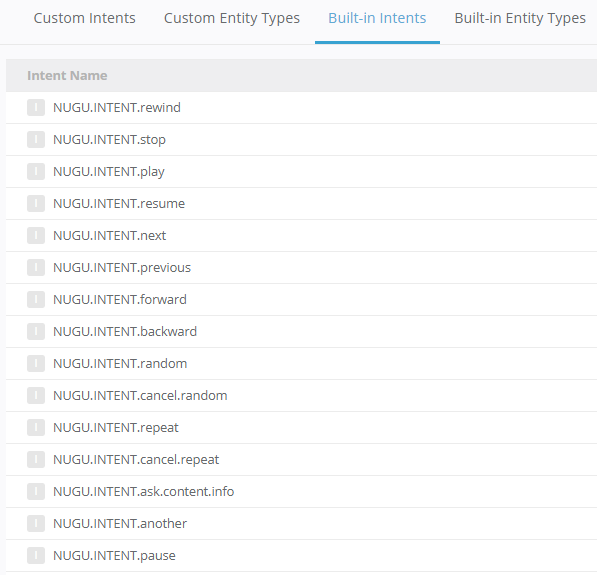 Custom Intents Custom Entity Types Built-in Intents Built-in Entity Types
Intent Name
I NUGU.INTENT.rewind
I NUGU.INTENT.stop
I NUGU.INTENT.play
I NUGU.INTENT.resume
I NUGU.INTENT.next
I NUGU.INTENT.previous
I NUGU.INTENT.forward
I NUGU.INTENT.backward
I NUGU.INTENT.random
I NUGU.INTENT.cancel.random
I NUGU.INTENT.repeat
I NUGU.INTENT.cancel.repeat
I NUGU.INTENT.ask.content.info
I NUGU.INTENT.another
I NUGU.INTENT.pause